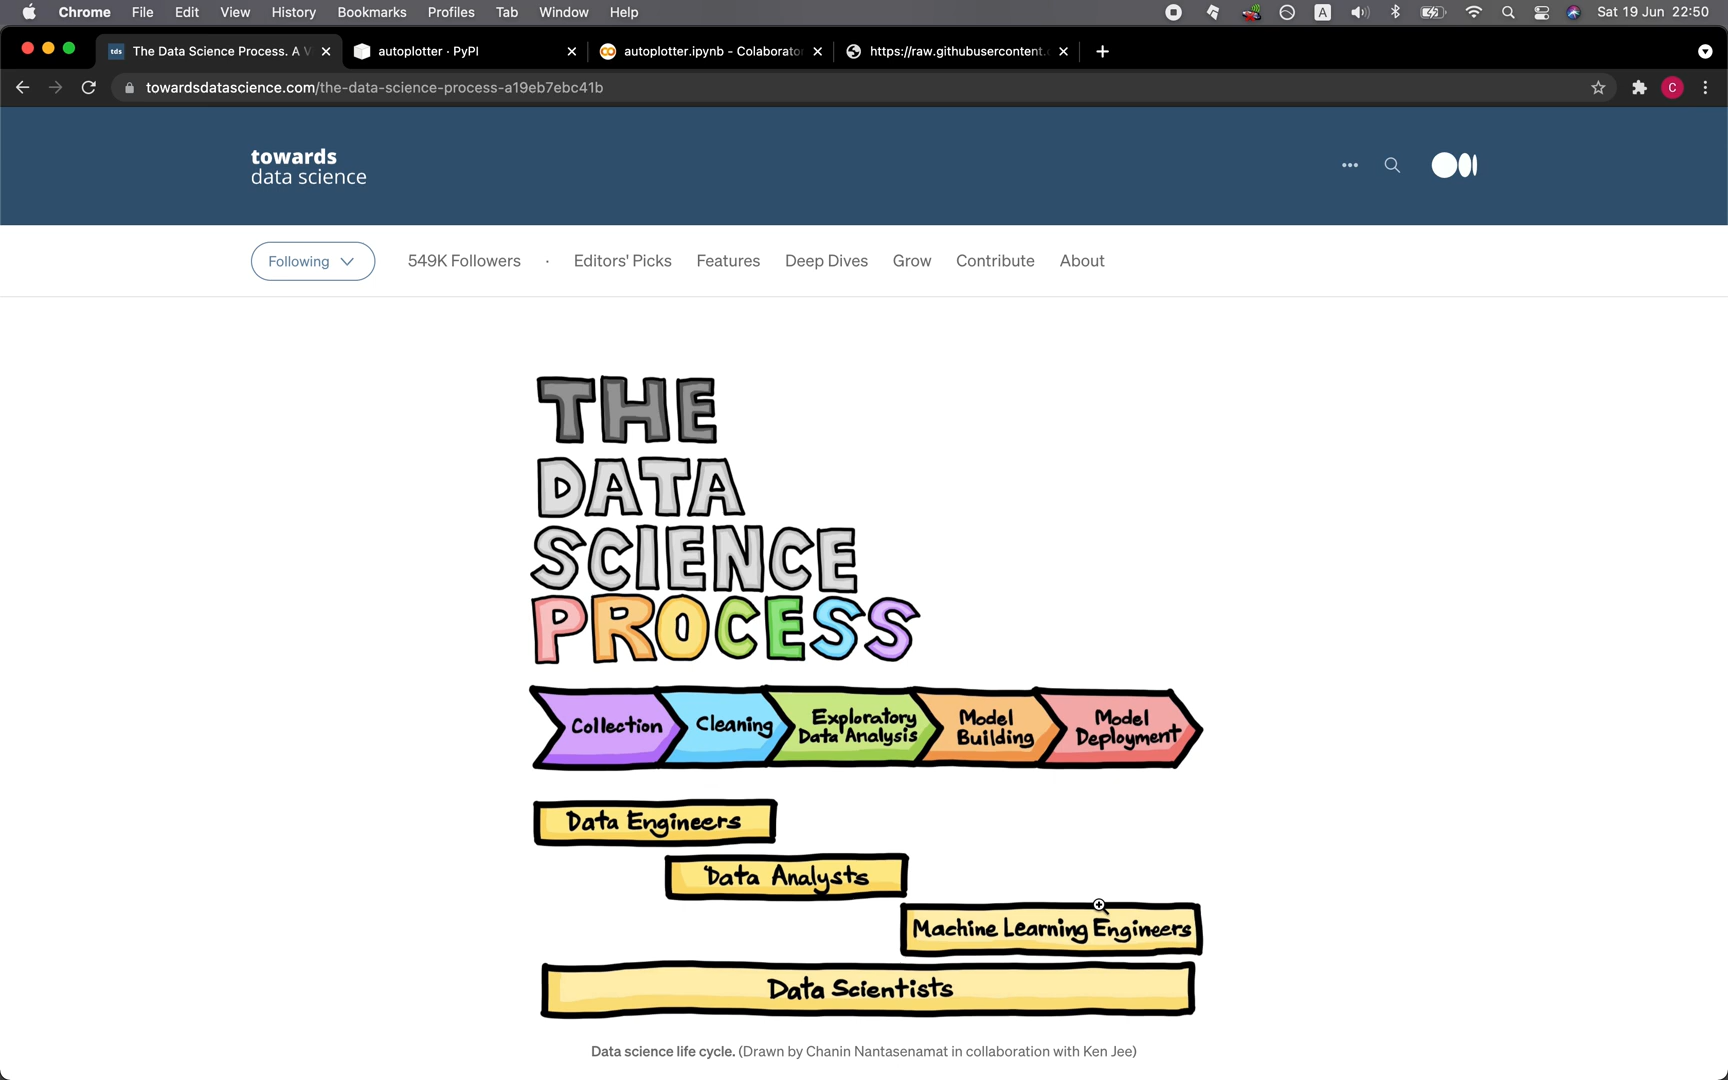 Chrome File Edit View History Bookmarks Profiles Tab Window Help A Sat 19 Jun 22:50
tds The Data Science Process. A V autoplotter · PyPI autoplotter.ipynb - Colaborato https://raw.githubusercontent.
towardsdatascience.com/the-data-science-process-a19eb7ebc41b C
towards
data science
Following 549K Followers · Editors' Picks Features Deep Dives Grow Contribute About
THE
DATA
SCIENCE
PROCESS
Collection Cleaning Exploratory Data Analysis Model Building Model Deployment
Data Engineers
Data Analysts
Machine Learning Engineers
Data Scientists
Data science life cycle. (Drawn by Chanin Nantasenamat in collaboration with Ken Jee)